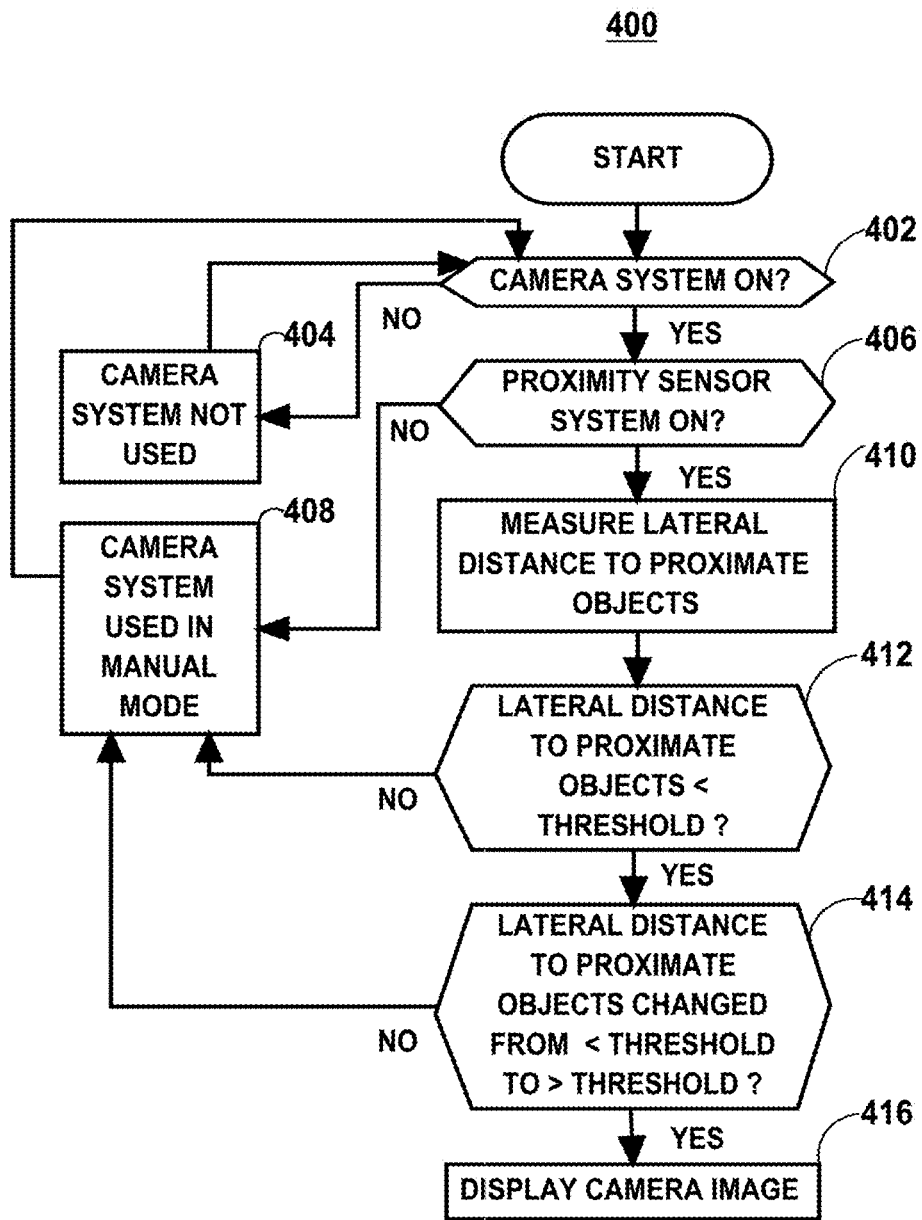 400
START
402
CAMERA SYSTEM ON?
NO
YES
404
CAMERA
SYSTEM NOT
USED
406
PROXIMITY SENSOR
SYSTEM ON?
NO
YES
408
CAMERA
SYSTEM
USED IN
MANUAL
MODE
410
MEASURE LATERAL
DISTANCE TO PROXIMATE
OBJECTS
412
LATERAL DISTANCE
TO PROXIMATE
OBJECTS <
THRESHOLD ?
NO
YES
414
LATERAL DISTANCE
TO PROXIMATE
OBJECTS CHANGED
FROM < THRESHOLD
TO > THRESHOLD ?
NO
YES
416
DISPLAY CAMERA IMAGE